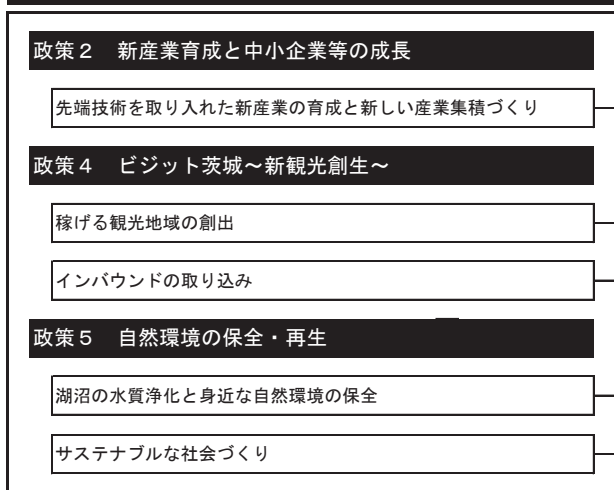 政策２　新産業育成と中小企業等の成長
先端技術を取り入れた新産業の育成と新しい産業集積づくり
政策４　ビジット茨城～新観光創生～
稼げる観光地域の創出
インバウンドの取り込み
政策５　自然環境の保全・再生
湖沼の水質浄化と身近な自然環境の保全
サステナブルな社会づくり